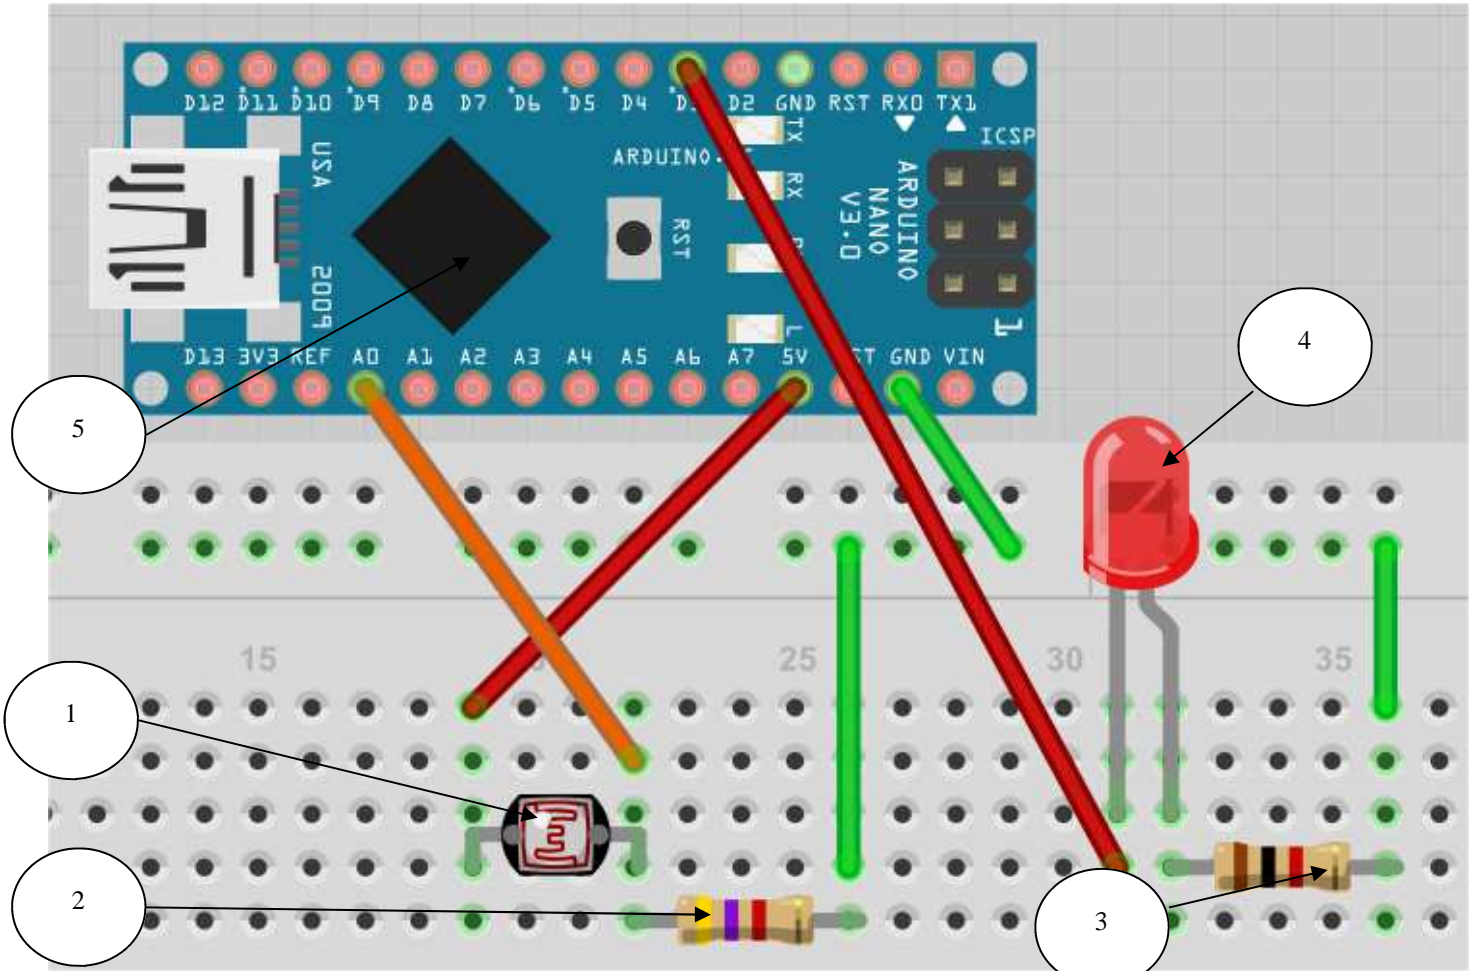 D12 D11 D10 D9 D8 D7 D6 D5 D4 D2 GND RST RX0 TX1
ICSP
TX
USA
ARDUINO.
RX
ARDUINO
NANO
V3.0
RST
2009
1
L
D13 3V3 REF A0 A1 A2 A3 A4 A5 A6 A7 5V GND VIN
4
5
15 25 30 35
1
2
3